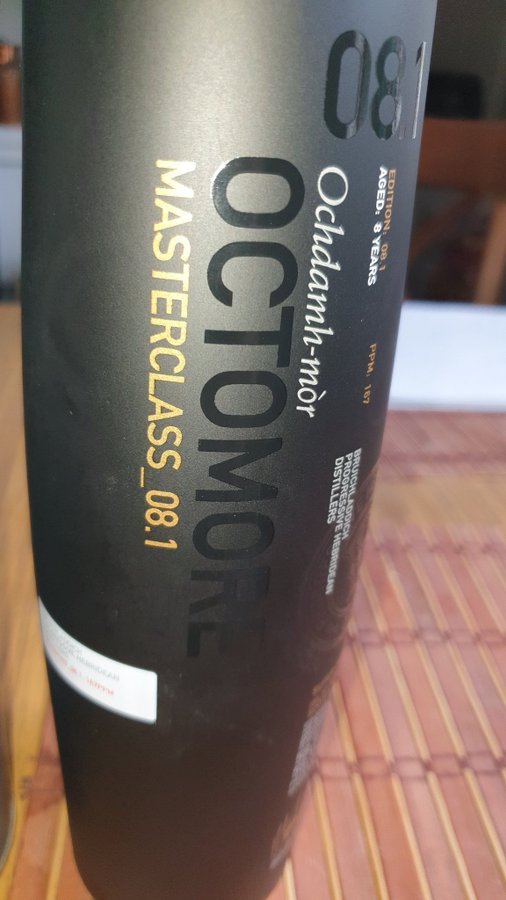 08.1
EDITION: 08.1
AGED: 8 YEARS
PPM: 167
Ochdamh-mòr
OCTOMORE
MASTERCLASS_08.1
BRUICHLADDICH
PROGRESSIVE HEBRIDEAN
DISTILLERS